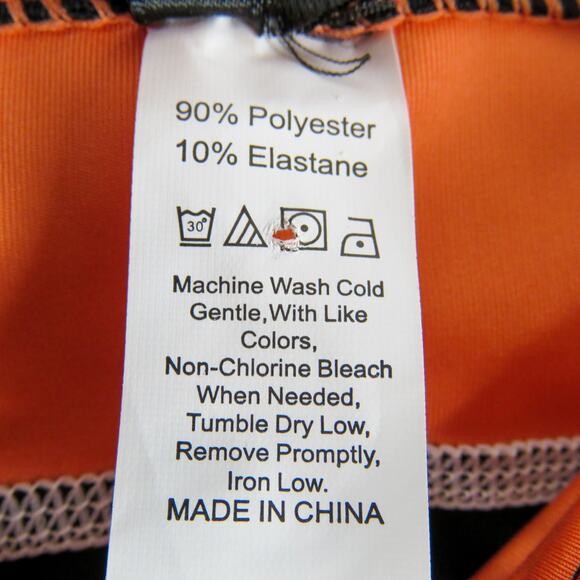 90% Polyester
10% Elastane
30°
Machine Wash Cold
Gentle,With Like
Colors,
Non-Chlorine Bleach
When Needed,
Tumble Dry Low,
Remove Promptly,
Iron Low.
MADE IN CHINA